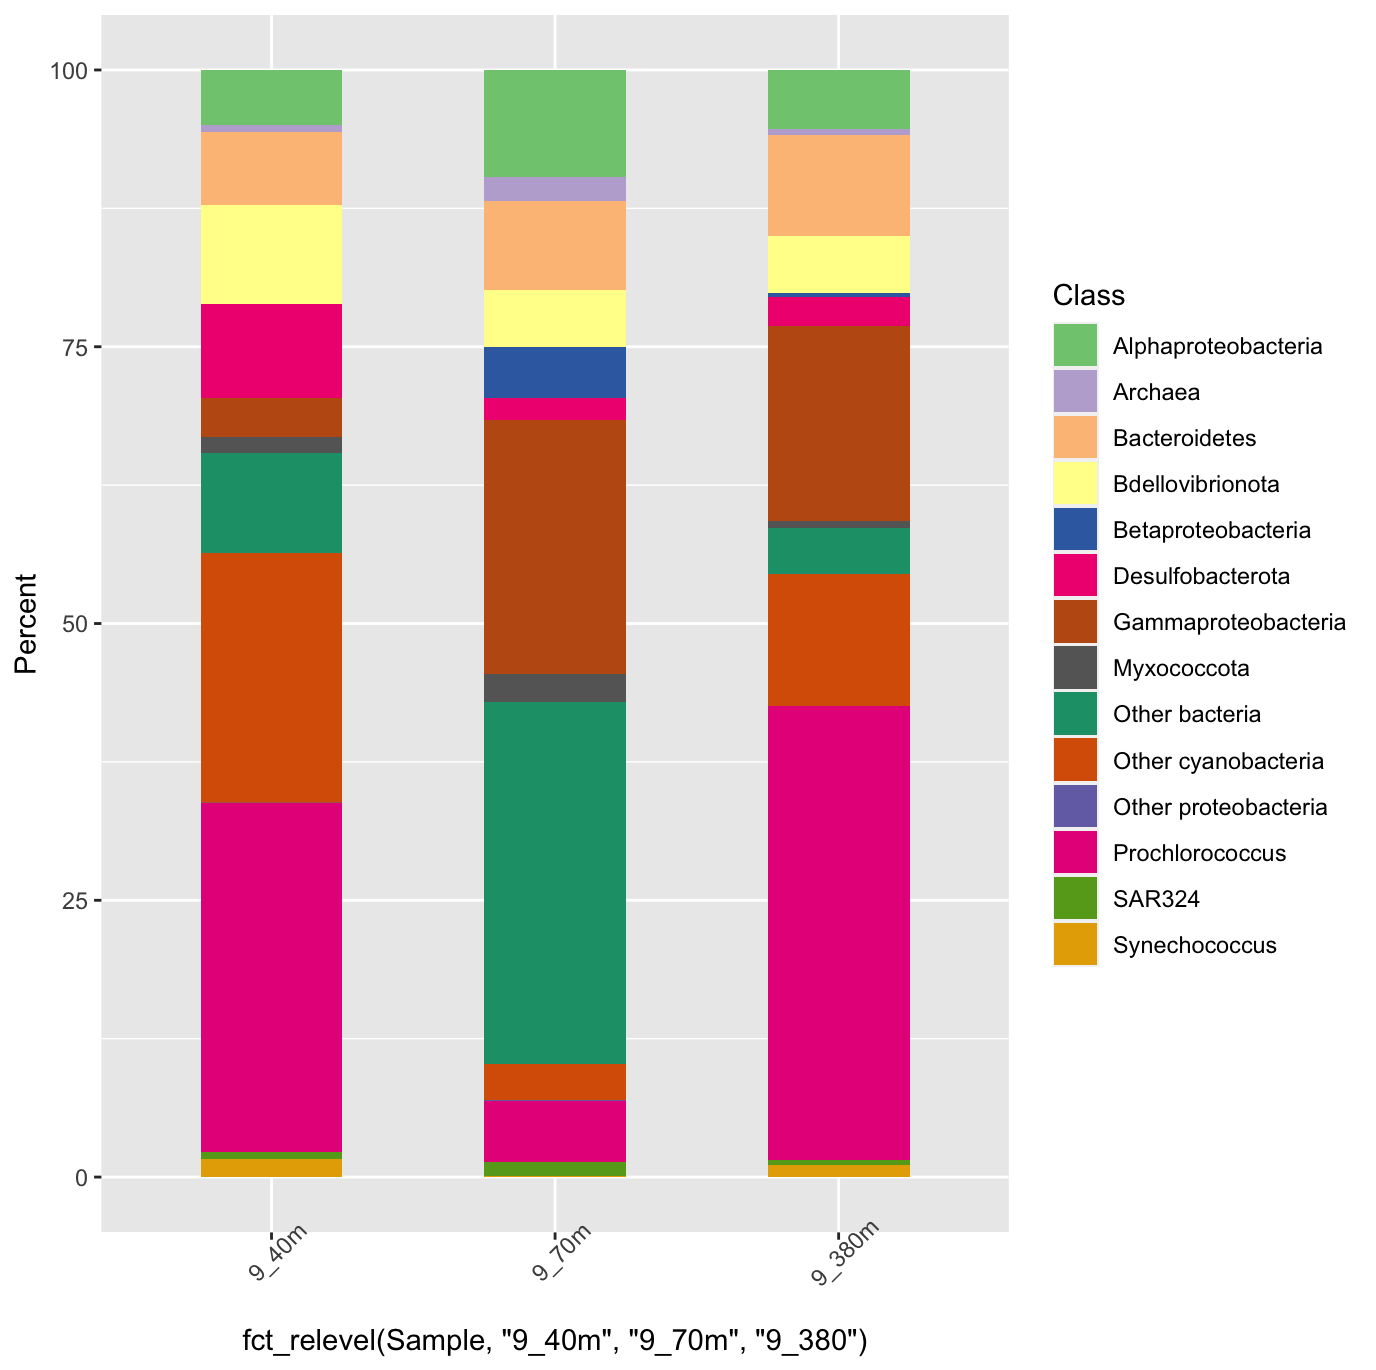 100
75
50
25
0
Percent
9_40m
9_70m
9_380m
fct_relevel(Sample, "9_40m", "9_70m", "9_380")
Class
Alphaproteobacteria
Archaea
Bacteroidetes
Bdellovibrionota
Betaproteobacteria
Desulfobacterota
Gammaproteobacteria
Myxococcota
Other bacteria
Other cyanobacteria
Other proteobacteria
Prochlorococcus
SAR324
Synechococcus